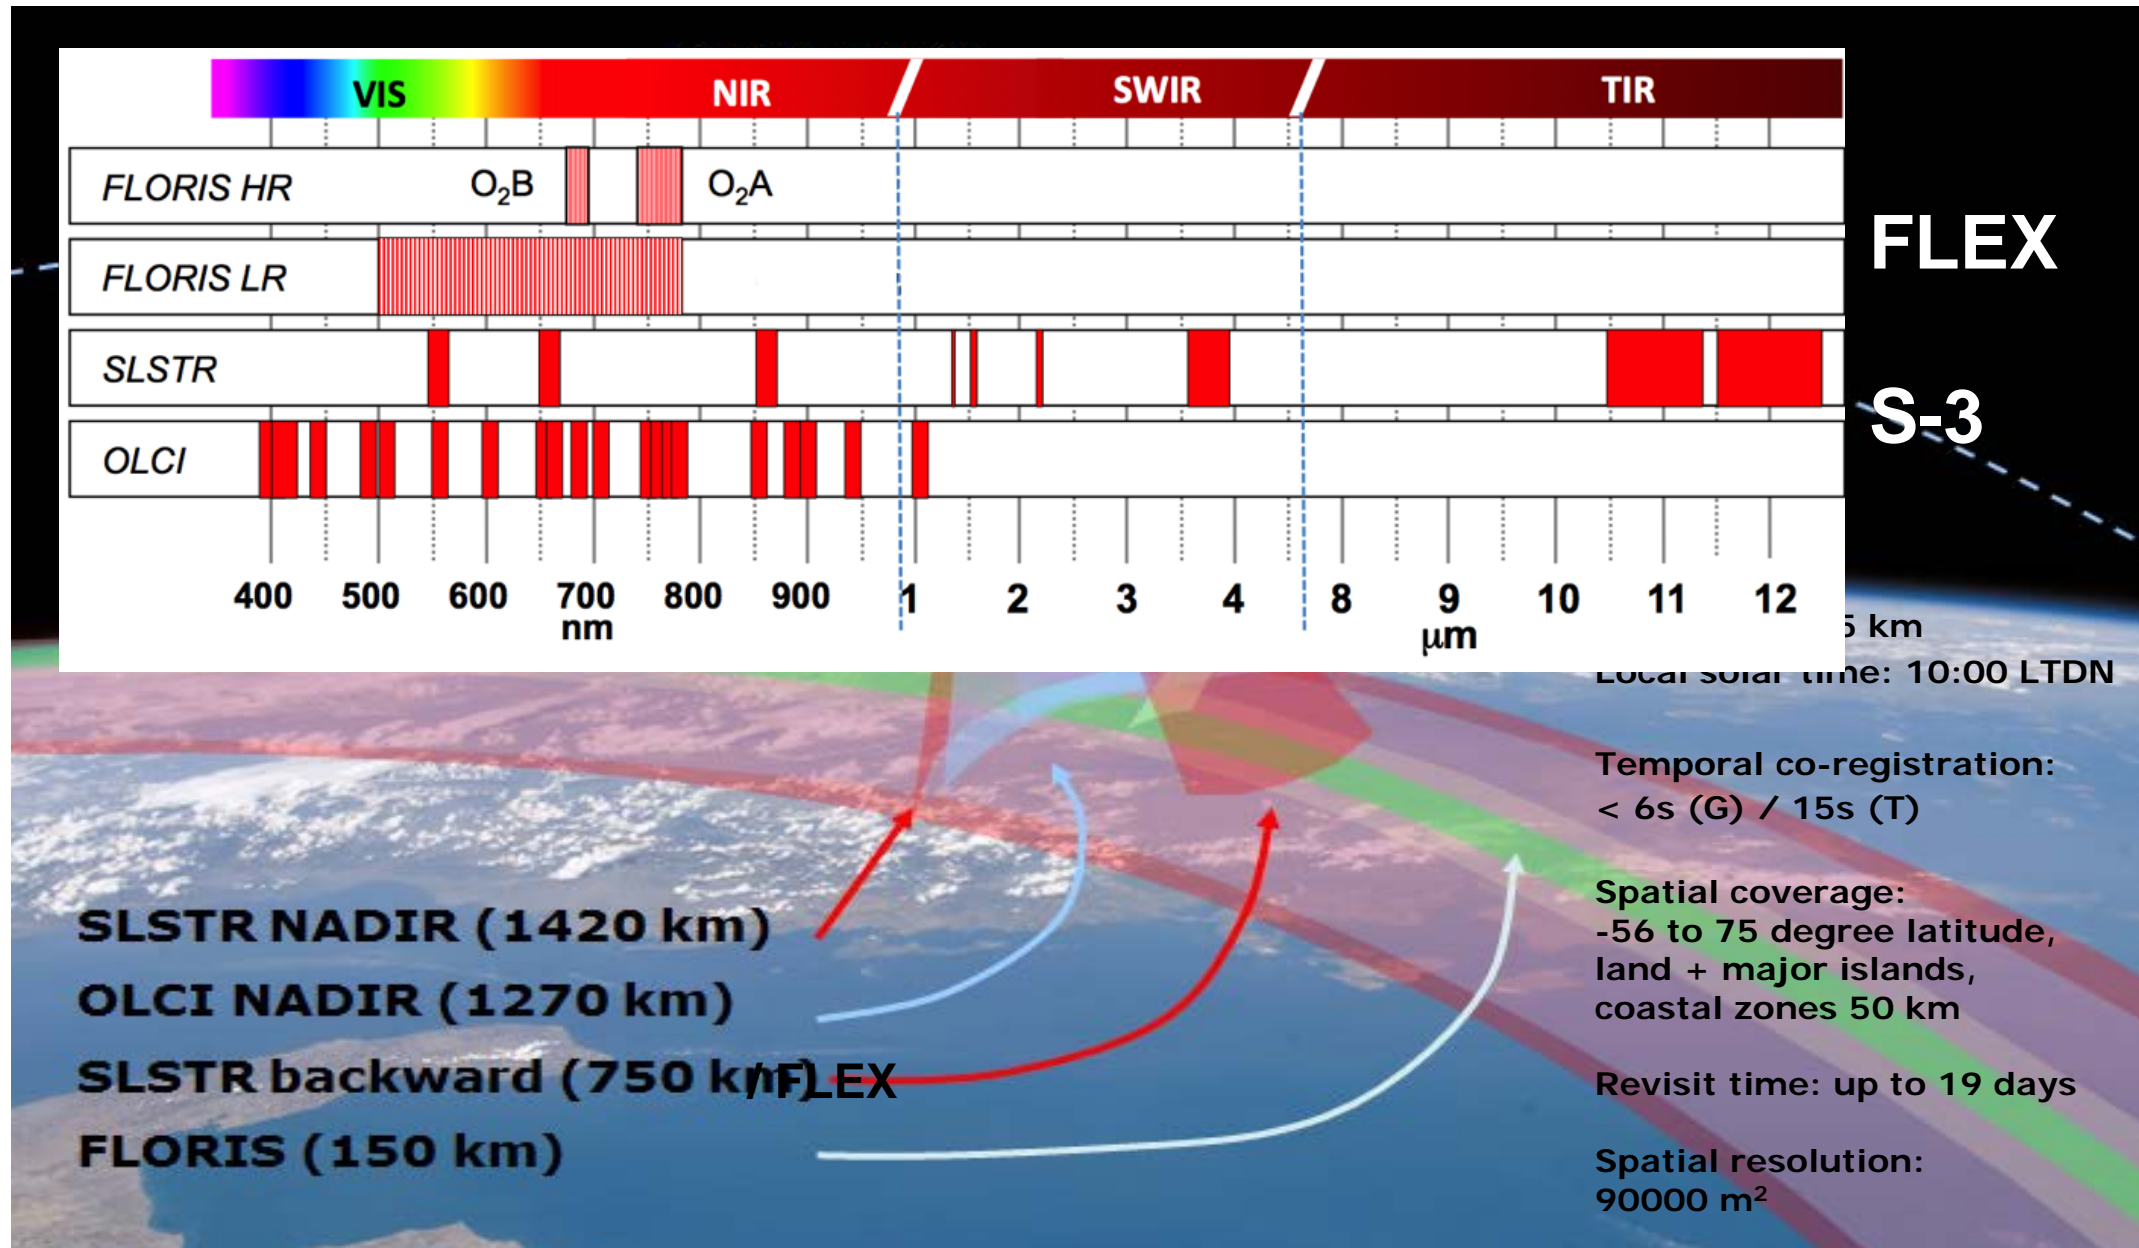 VIS NIR SWIR TIR
FLORIS HR O₂B O₂A
FLORIS LR
FLEX
SLSTR
S-3
OLCI
400 500 600 700 800 900 1 2 3 4 8 9 10 11 12
nm μm
5 km
Local solar time: 10:00 LTDN
Temporal co-registration:
< 6s (G) / 15s (T)
Spatial coverage:
-56 to 75 degree latitude,
land + major islands,
coastal zones 50 km
Revisit time: up to 19 days
Spatial resolution:
90000 m²
SLSTR NADIR (1420 km)
OLCI NADIR (1270 km)
SLSTR backward (750 km)
/ FLEX
FLORIS (150 km)